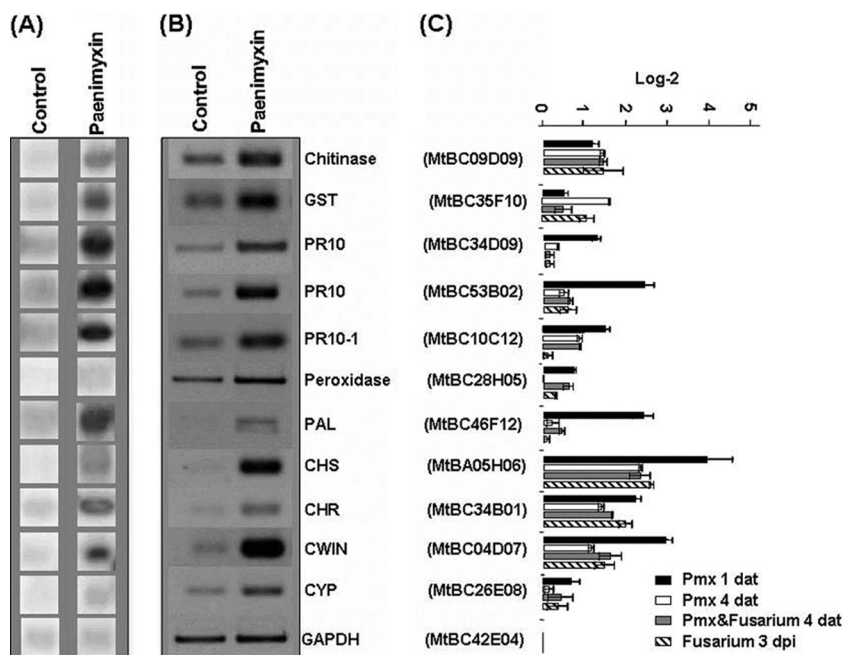 (A)
Control
Paenimyxin
(B)
Control
Paenimyxin
(C)
Log-2
0 1 2 3 4 5
Chitinase (MtBC09D09)
GST (MtBC35F10)
PR10 (MtBC34D09)
PR10 (MtBC53B02)
PR10-1 (MtBC10C12)
Peroxidase (MtBC28H05)
PAL (MtBC46F12)
CHS (MtBA05H06)
CHR (MtBC34B01)
CWIN (MtBC04D07)
CYP (MtBC26E08)
GAPDH (MtBC42E04)
Pmx 1 dat
Pmx 4 dat
Pmx&Fusarium 4 dat
Fusarium 3 dpi